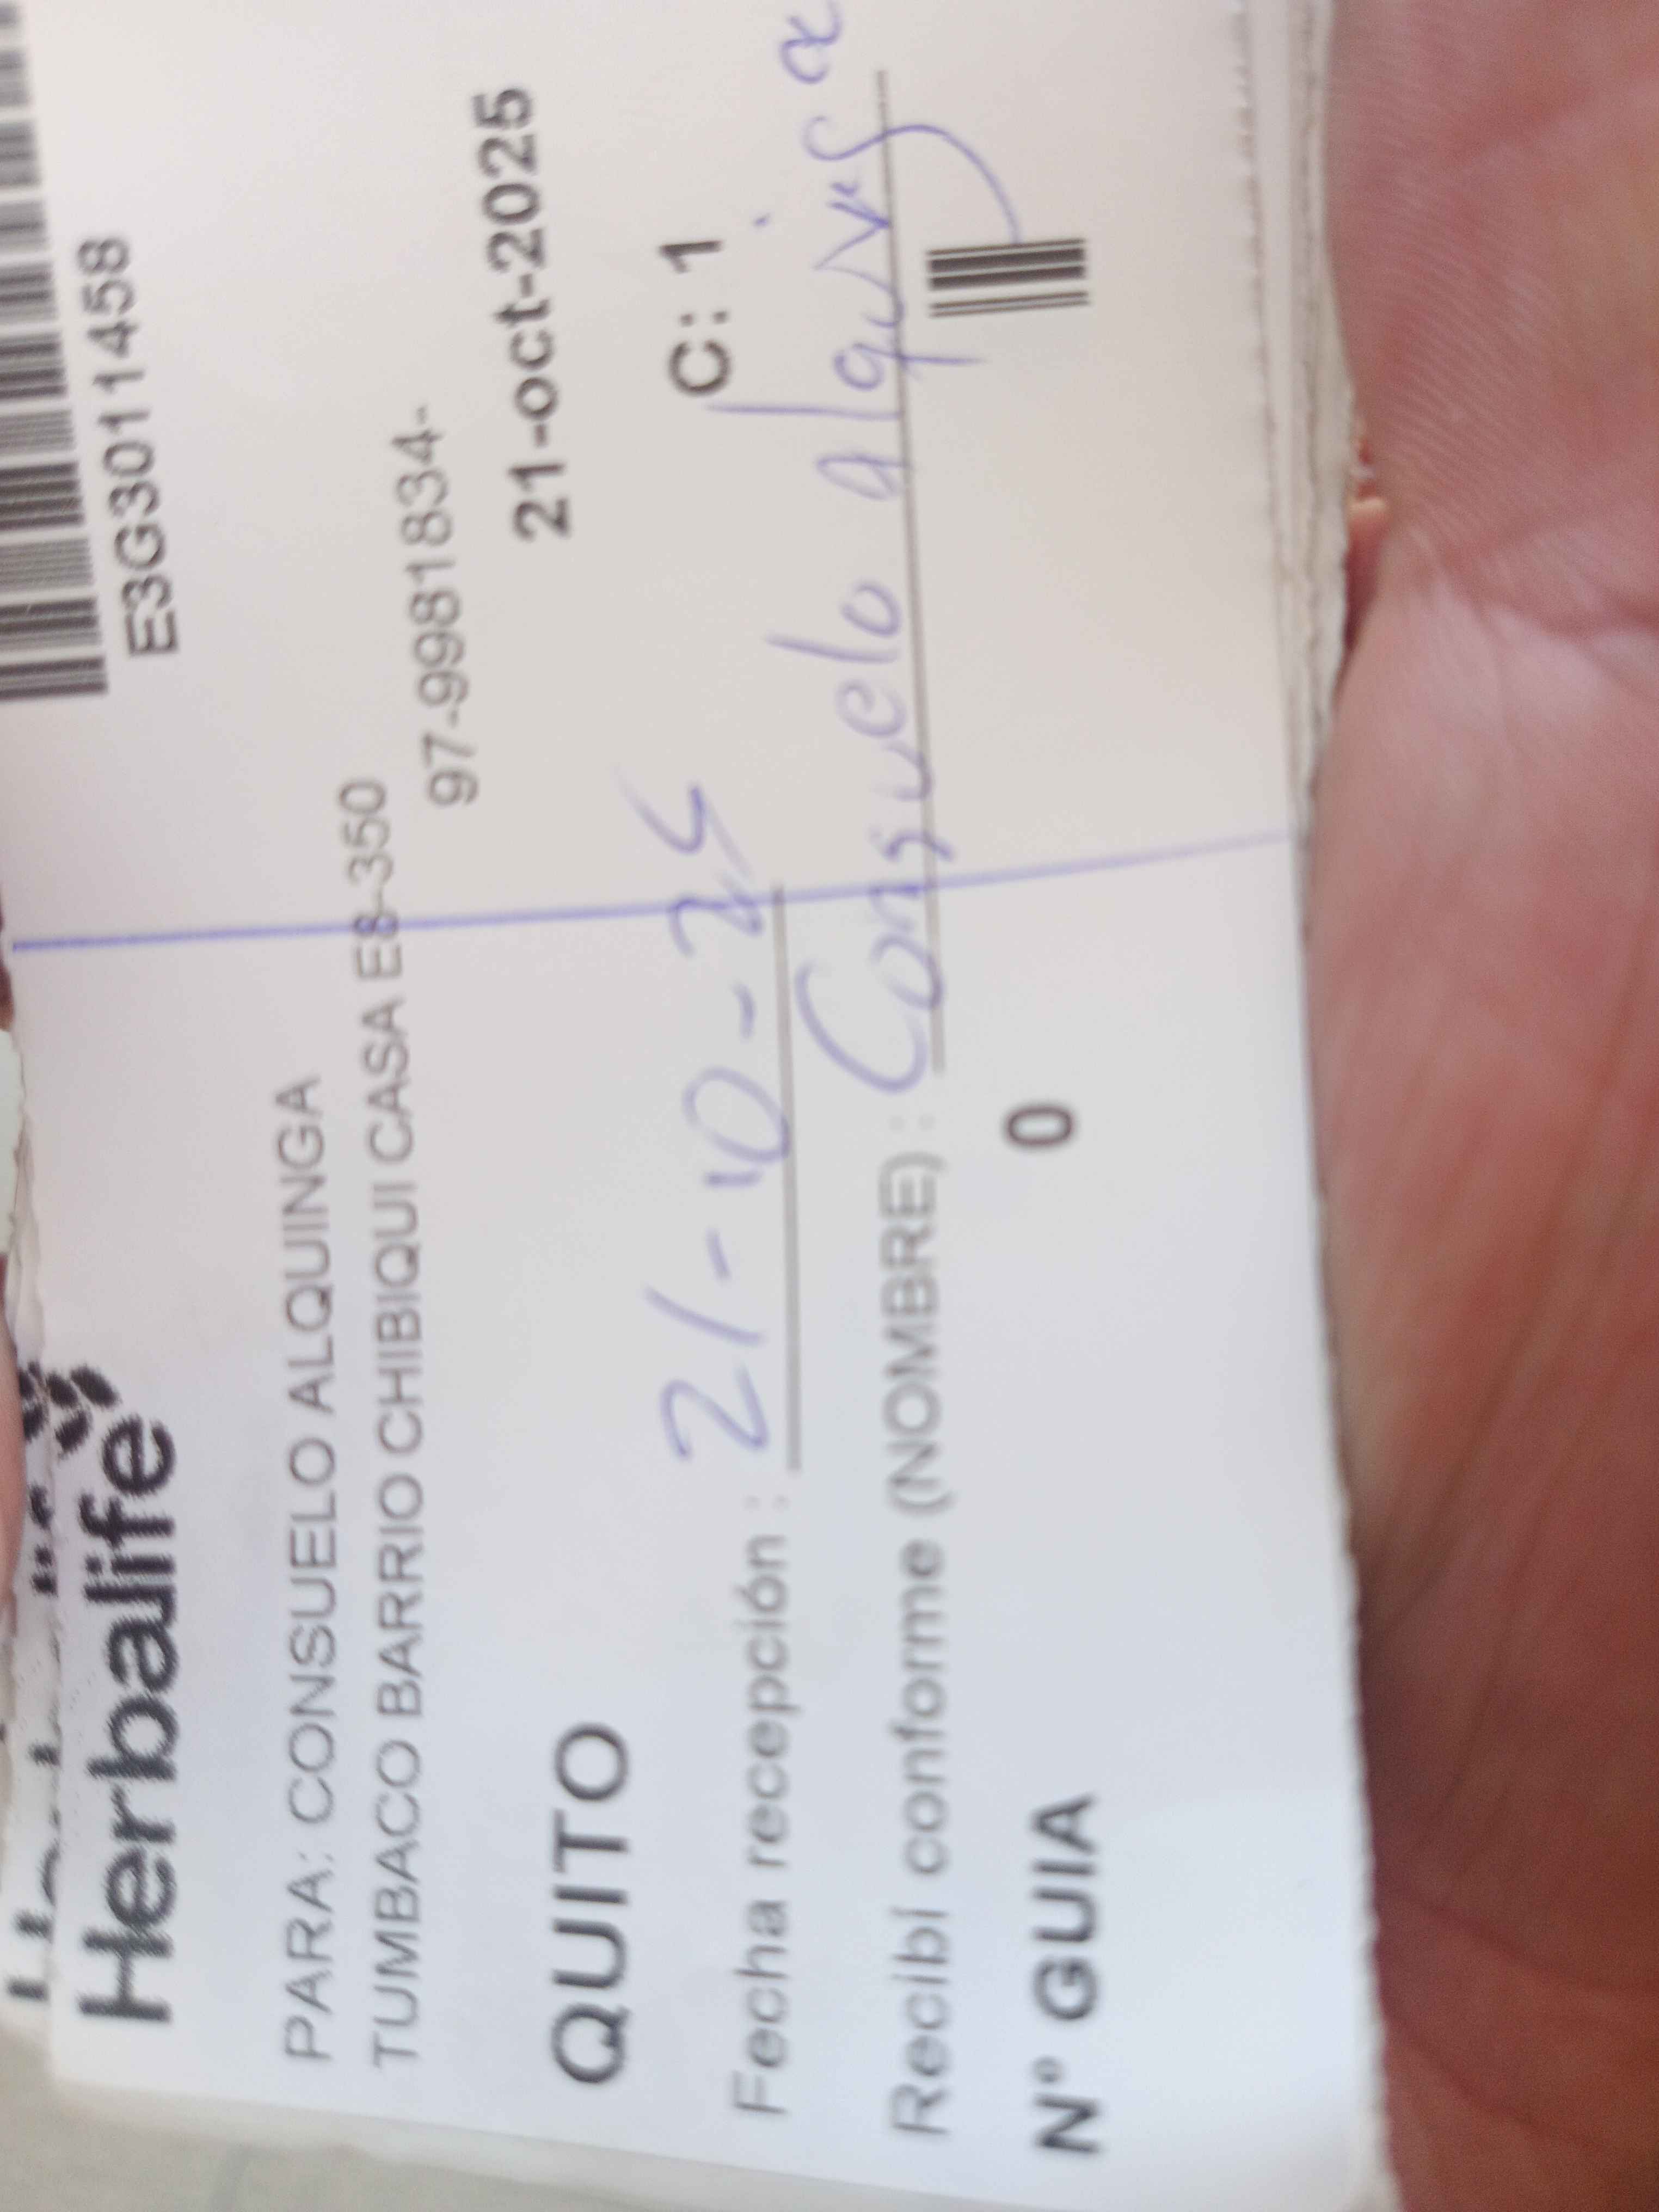 Herbalife
E3G3011458
PARA: CONSUELO ALQUINGA
TUMBACO BARRIO CHIBIQUI CASA E8-350
97-9981834-
QUITO
21-oct-2025
Fecha recepción : 21-10-25
C: 1
Recibí conforme (NOMBRE) : Consuelo alquinga
N° GUIA
0